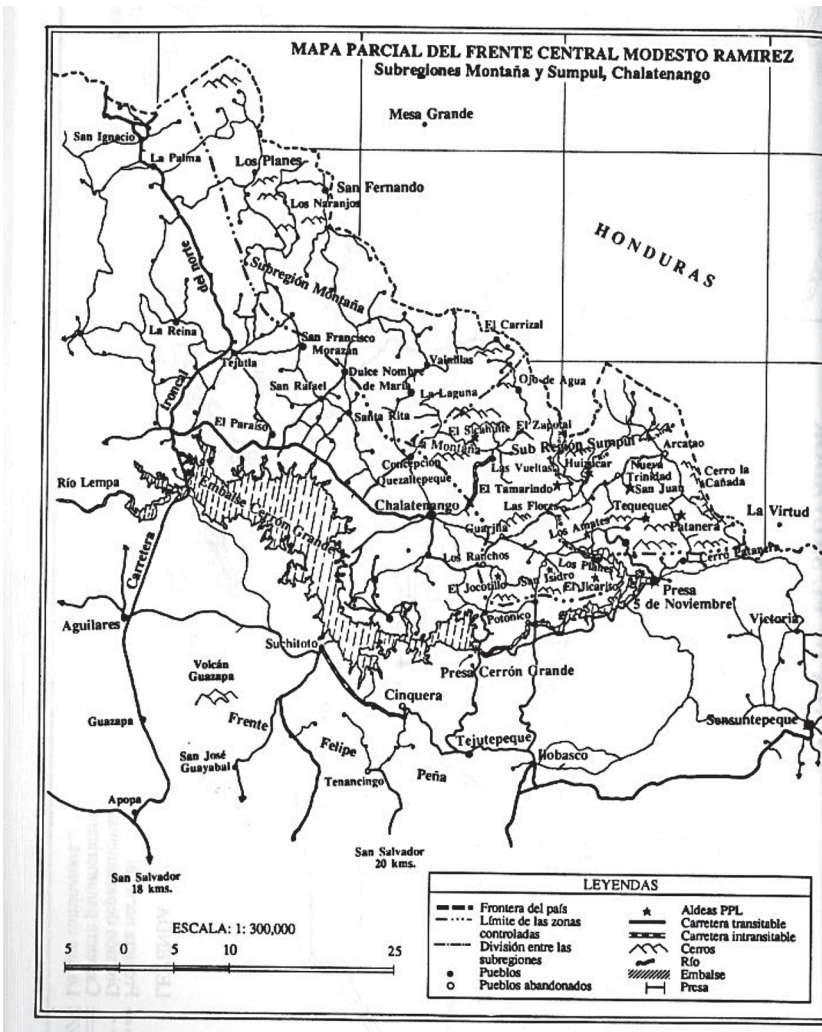 MAPA PARCIAL DEL FRENTE CENTRAL MODESTO RAMIREZ
Subregiones Montaña y Sumpul, Chalatenango
Mesa Grande
San Ignacio
La Palma
Los Planes
San Fernando
Los Naranjos
HONDURAS
del norte
Subregión Montaña
La Reina
El Carrizal
San Francisco
Morazán
Tejutla
Vainillas
Dulce Nombre
de María
Ojo de Agua
San Rafael
La Laguna
Troncal
Santa Rita
El Paraíso
El Sicahuite
El Zapotal
La Montaña
Sub Región Sumpul
Arcatao
Concepción
Quezaltepeque
Las Vueltas
Huizúcar
Nueva
Trinidad
Cerro la
Cañada
Río Lempa
El Tamarindo
San Juan
Embalse Cerrón Grande
Chalatenango
Las Flores
Tequeque
Patanera
La Virtud
Guarjila
Los Amates
Carretera
Los Ranchos
Los Planes
Cerro Patanera
El Jocotillo
San Isidro
El Jicarito
Presa
5 de Noviembre
Aguilares
Potonico
Victoria
Suchitoto
Presa Cerrón Grande
Volcán
Guazapa
Cinquera
Sensuntepeque
Guazapa
Frente
Felipe
Peña
Tejutepeque
Ilobasco
San José
Guayabal
Tenancingo
Apopa
San Salvador
18 kms.
San Salvador
20 kms.
ESCALA: 1: 300,000
5 0 5 10 25
LEYENDAS
Frontera del país
Límite de las zonas
controladas
División entre las
subregiones
Pueblos
Pueblos abandonados
Aldeas PPL
Carretera transitable
Carretera intransitable
Cerros
Río
Embalse
Presa